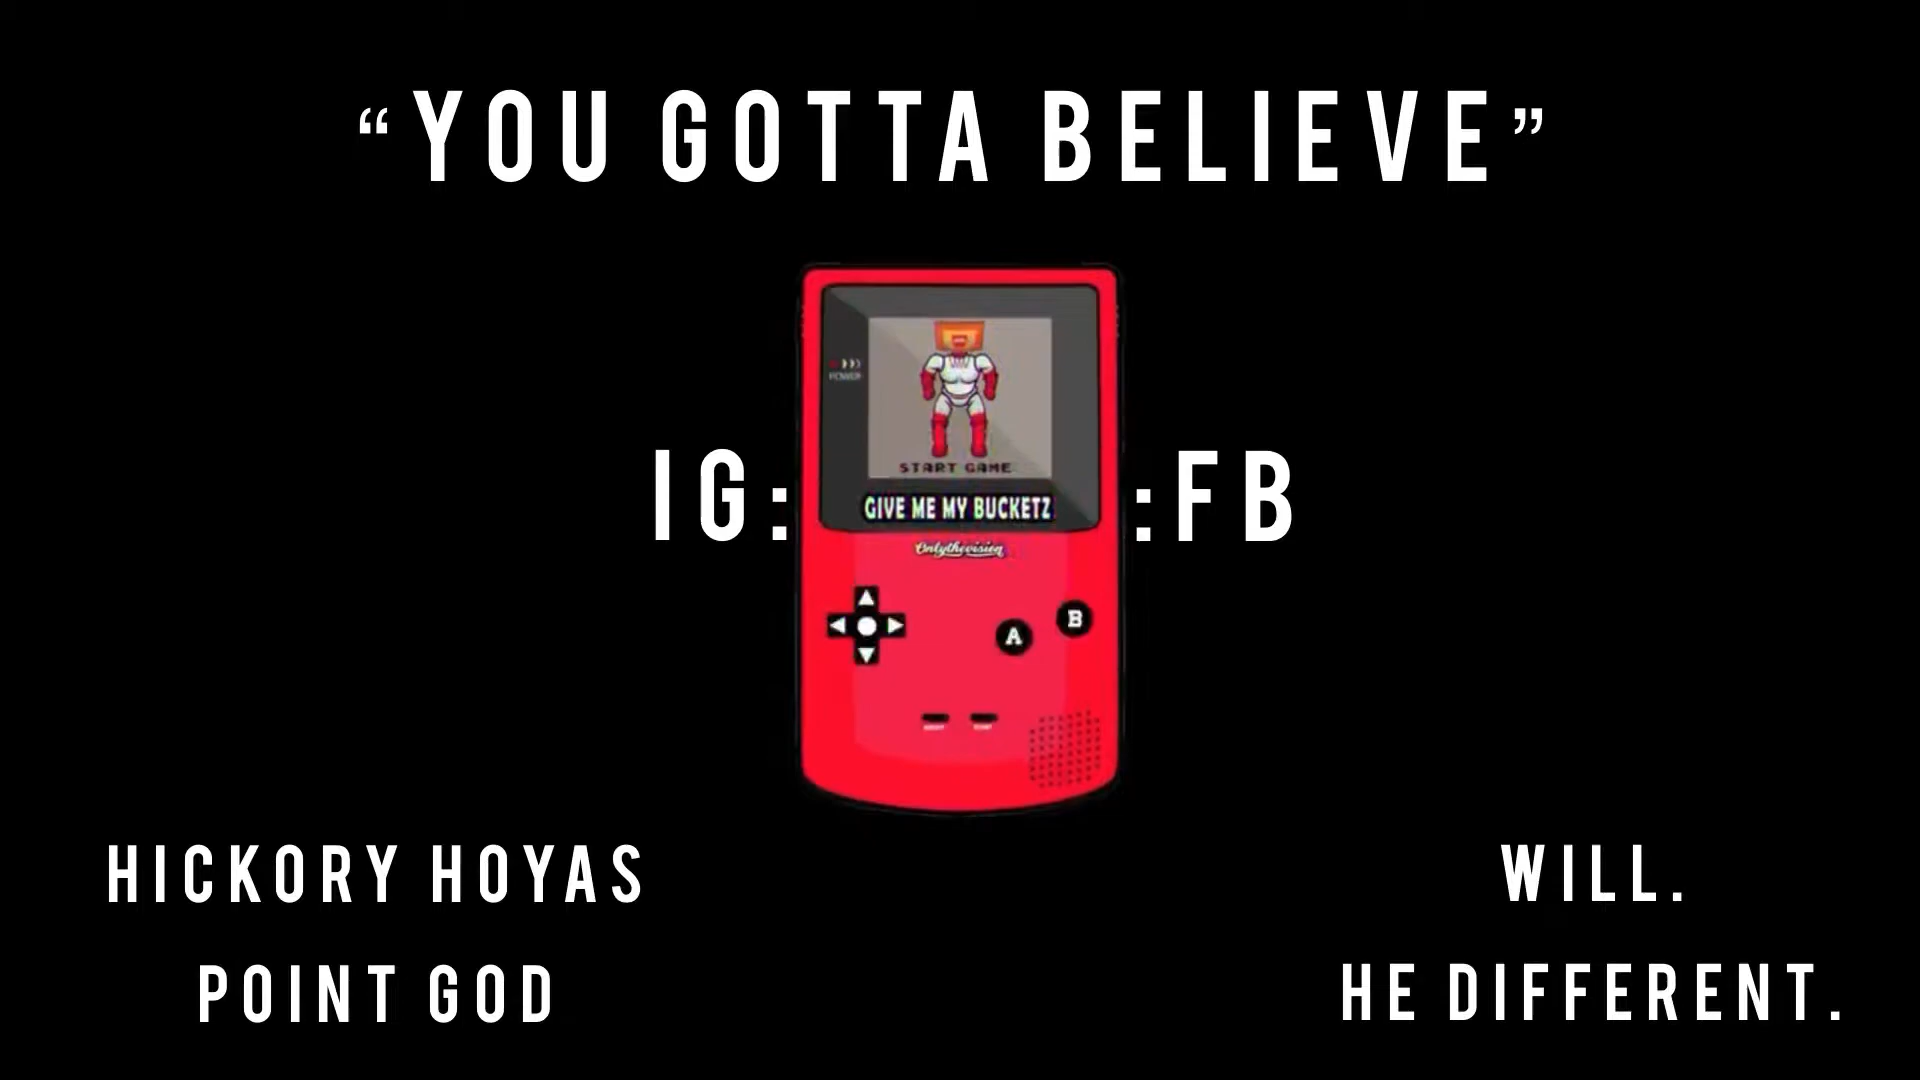 “YOU GOTTA BELIEVE”
IG: :FB
POWER
START GAME
GIVE ME MY BUCKETZ
Onlythevision
B
A
HICKORY HOYAS
POINT GOD
WILL.
HE DIFFERENT.